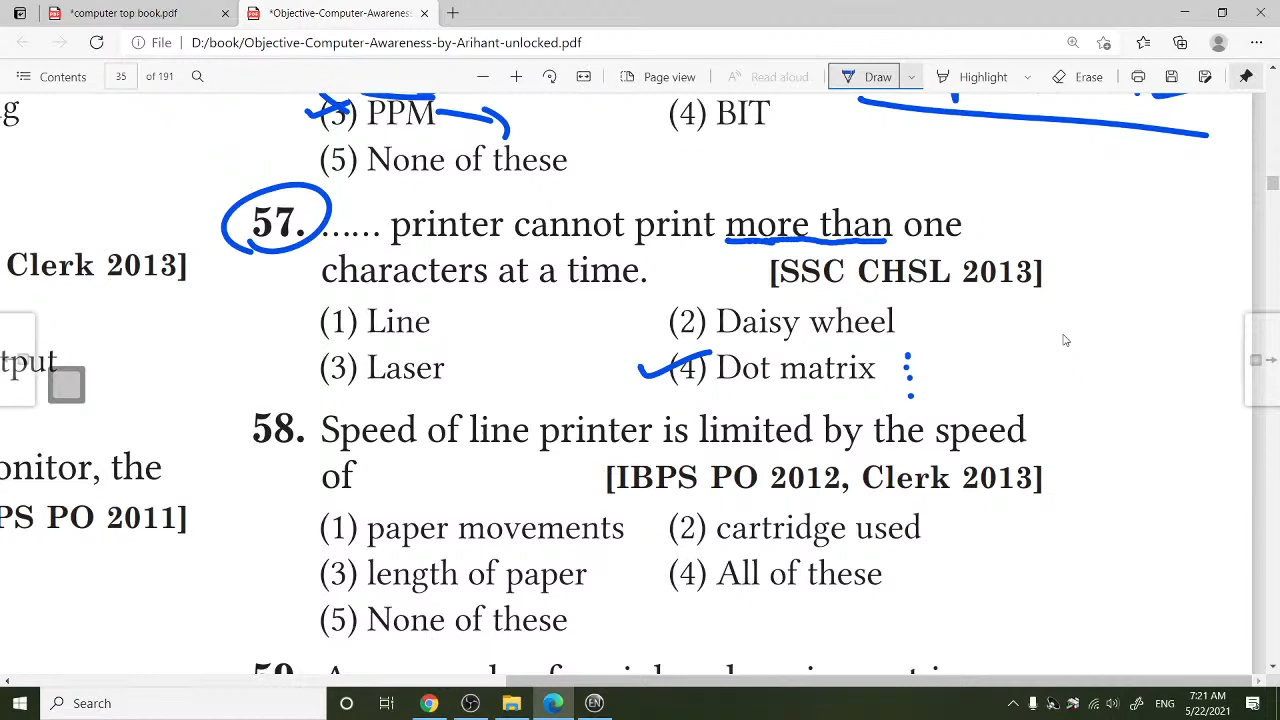 *computer top book.pdf
*Objective-Computer-Awarenes
File
D:/book/Objective-Computer-Awareness-by-Arihant-unlocked.pdf
Contents
35
of 191
Page view
Read aloud
Draw
Highlight
Erase
(3) PPM
(4) BIT
(5) None of these
57. ...... printer cannot print more than one
characters at a time. [SSC CHSL 2013]
(1) Line
(2) Daisy wheel
(3) Laser
(4) Dot matrix
58. Speed of line printer is limited by the speed
of [IBPS PO 2012, Clerk 2013]
(1) paper movements
(2) cartridge used
(3) length of paper
(4) All of these
(5) None of these
Clerk 2013]
tput
onitor, the
PS PO 2011]
Search
ENG
7:21 AM
5/22/2021